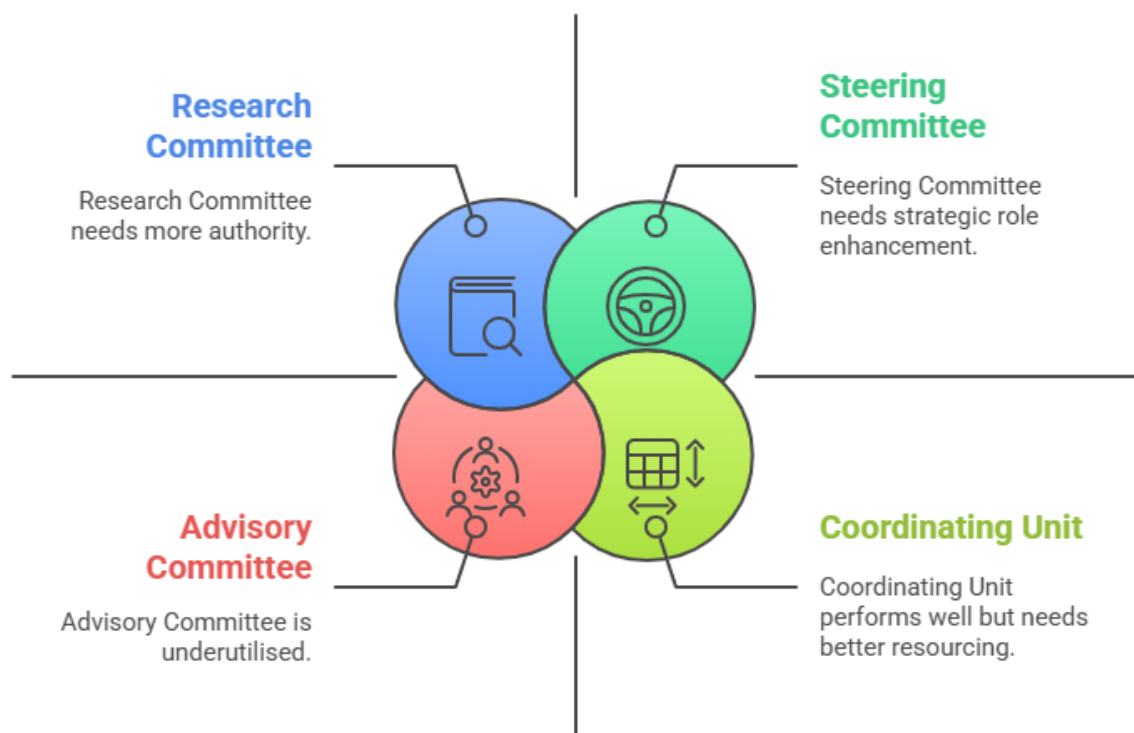 Research
Committee
Research Committee
needs more authority.
Steering
Committee
Steering Committee
needs strategic role
enhancement.
Advisory
Committee
Advisory Committee is
underutilised.
Coordinating Unit
Coordinating Unit
performs well but needs
better resourcing.